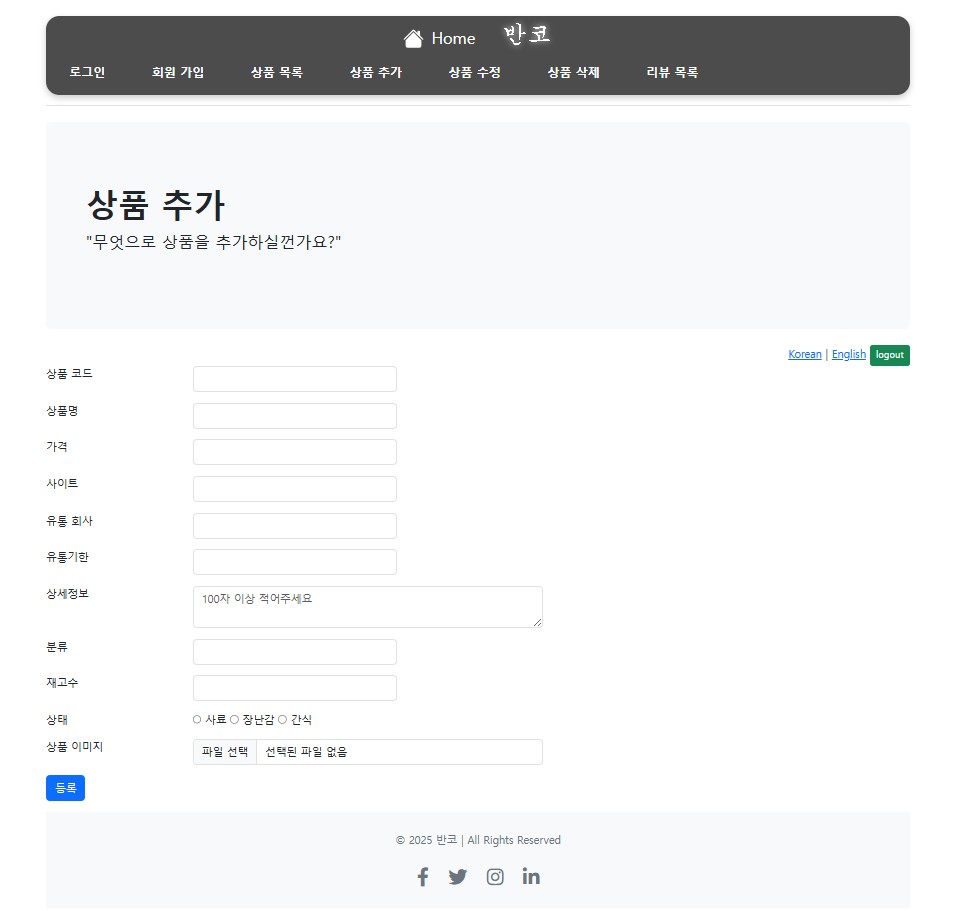 Home 반코
로그인 회원 가입 상품 목록 상품 추가 상품 수정 상품 삭제 리뷰 목록
상품 추가
"무엇으로 상품을 추가하실껀가요?"
Korean | English logout
상품 코드
상품명
가격
사이트
유통 회사
유통기한
상세정보 100자 이상 적어주세요
분류
재고수
상태 사료 장난감 간식
상품 이미지 파일 선택 선택된 파일 없음
등록
© 2025 반코 | All Rights Reserved